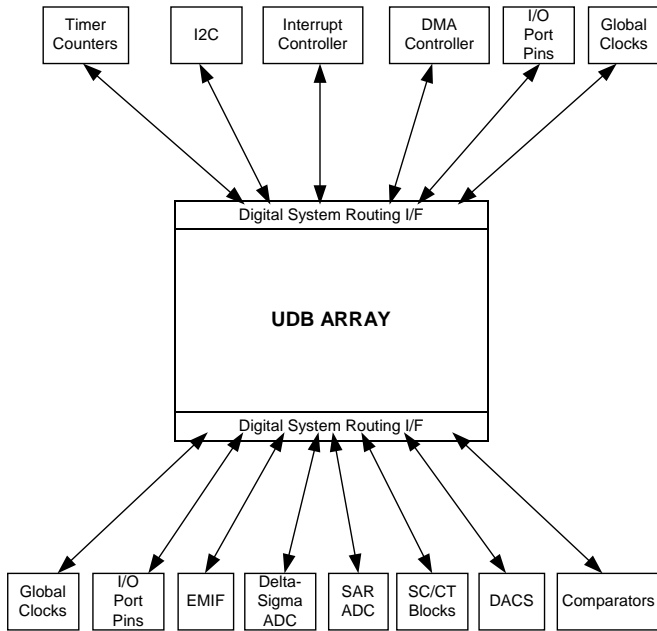 Timer
Counters
I2C
Interrupt
Controller
DMA
Controller
I/O
Port
Pins
Global
Clocks
Digital System Routing I/F
UDB ARRAY
Digital System Routing I/F
Global
Clocks
I/O
Port
Pins
EMIF
Delta-
Sigma
ADC
SAR
ADC
SC/CT
Blocks
DACS
Comparators